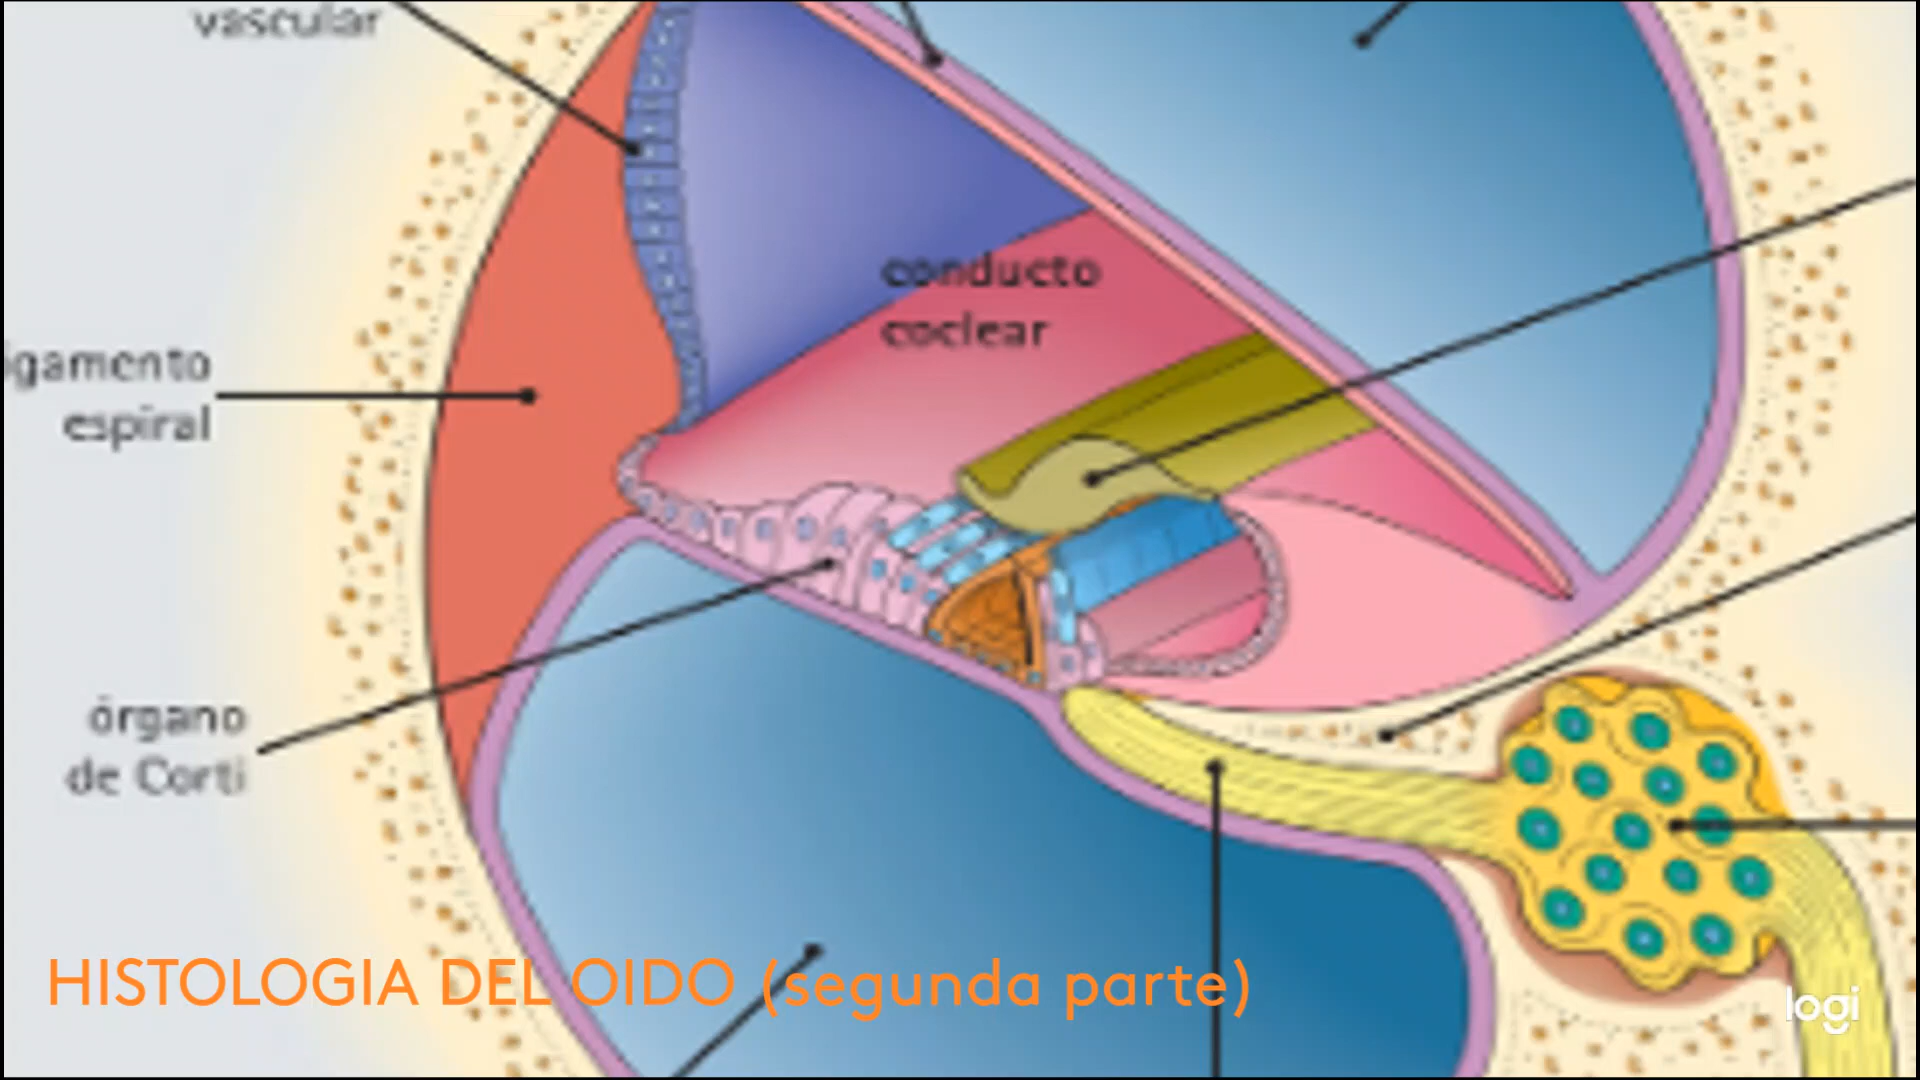 vascular
conducto
coclear
igamento
espiral
órgano
de Corti
HISTOLOGIA DEL OIDO (segunda parte)
logi